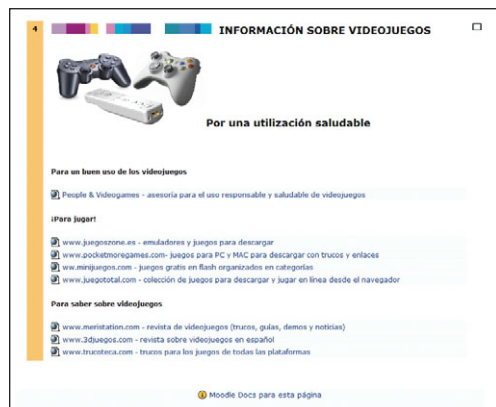 4
INFORMACIÓN SOBRE VIDEOJUEGOS
Por una utilización saludable
Para un buen uso de los videojuegos
People & Videogames - asesoría para el uso responsable y saludable de videojuegos
¡Para jugar!
www.juegoszone.es - emuladores y juegos para descargar
www.pocketmoregames.com- juegos para PC y MAC para descargar con trucos y enlaces
ww.minijuegos.com - juegos gratis en flash organizados en categorías
www.juegototal.com - colección de juegos para descargar y jugar en línea desde el navegador
Para saber sobre videojuegos
www.meristation.com - revista de videojuegos (trucos, guías, demos y noticias)
www.3djuegos.com - revista sobre videojuegos en español
www.trucoteca.com - trucos para los juegos de todas las plataformas
Moodle Docs para esta página